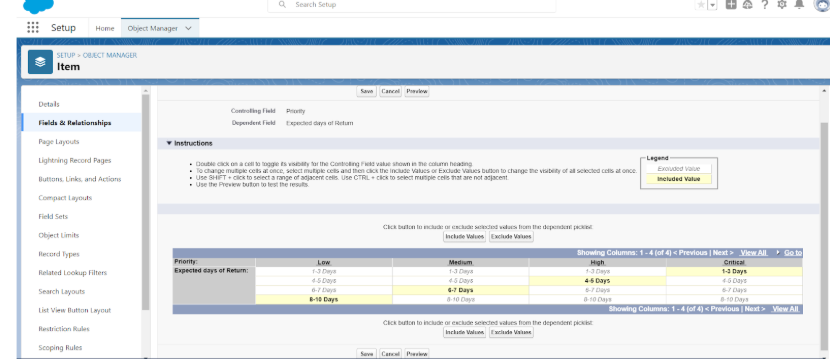 Search Setup
Setup Home Object Manager
SETUP > OBJECT MANAGER
Item
Details
Fields & Relationships
Page Layouts
Lightning Record Pages
Buttons, Links, and Actions
Compact Layouts
Field Sets
Object Limits
Record Types
Related Lookup Filters
Search Layouts
List View Button Layout
Restriction Rules
Scoping Rules
Save Cancel Preview
Controlling Field Priority
Dependent Field Expected days of Return
Instructions
• Double click on a cell to toggle its visibility for the Controlling Field value shown in the column heading.
• To change multiple cells at once, select multiple cells and then click the Include Values or Exclude Values button to change the visibility of all selected cells at once.
• Use SHIFT + click to select a range of adjacent cells. Use CTRL + click to select multiple cells that are not adjacent.
• Use the Preview button to test the results.
Legend
Excluded Value
Included Value
Click button to include or exclude selected values from the dependent picklist:
Include Values Exclude Values
Showing Columns: 1 - 4 (of 4) < Previous | Next > View All Go to
Priority: Low Medium High Critical
Expected days of Return: 1-3 Days 1-3 Days 1-3 Days 1-3 Days
4-5 Days 4-5 Days 4-5 Days 4-5 Days
6-7 Days 6-7 Days 6-7 Days 6-7 Days
8-10 Days 8-10 Days 8-10 Days 8-10 Days
Showing Columns: 1 - 4 (of 4) < Previous | Next > View All
Click button to include or exclude selected values from the dependent picklist:
Include Values Exclude Values
Save Cancel Preview